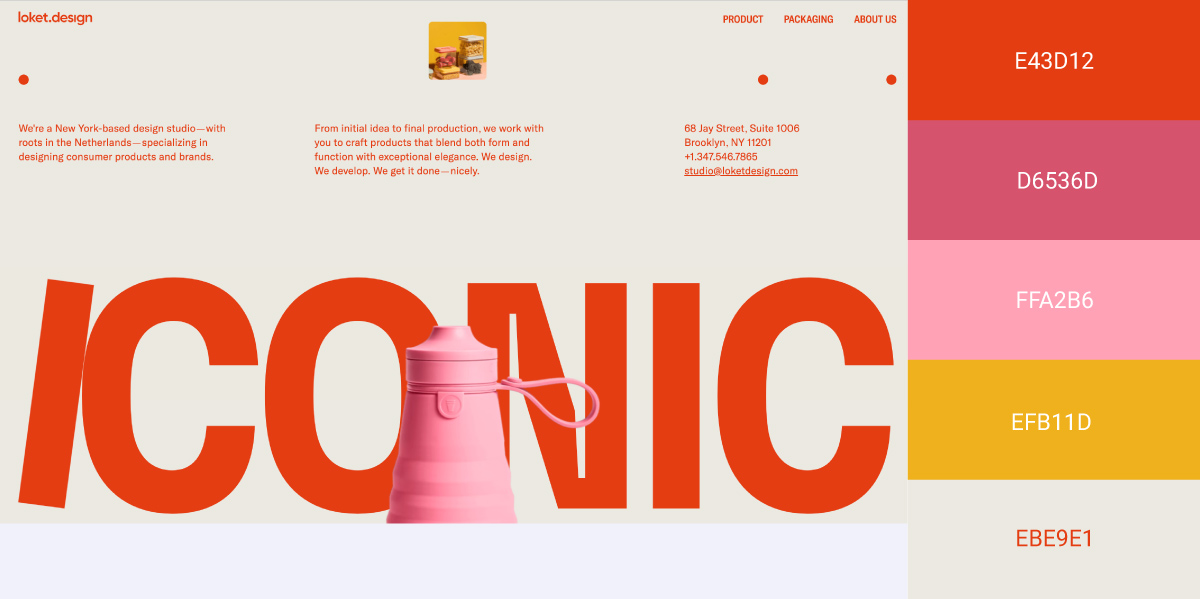 loket.design
PRODUCT PACKAGING ABOUT US
We're a New York-based design studio—with
roots in the Netherlands—specializing in
designing consumer products and brands.
From initial idea to final production, we work with
you to craft products that blend both form and
function with exceptional elegance. We design.
We develop. We get it done—nicely.
68 Jay Street, Suite 1006
Brooklyn, NY 11201
+1.347.546.7865
studio@loketdesign.com
ICONIC
E43D12
D6536D
FFA2B6
EFB11D
EBE9E1